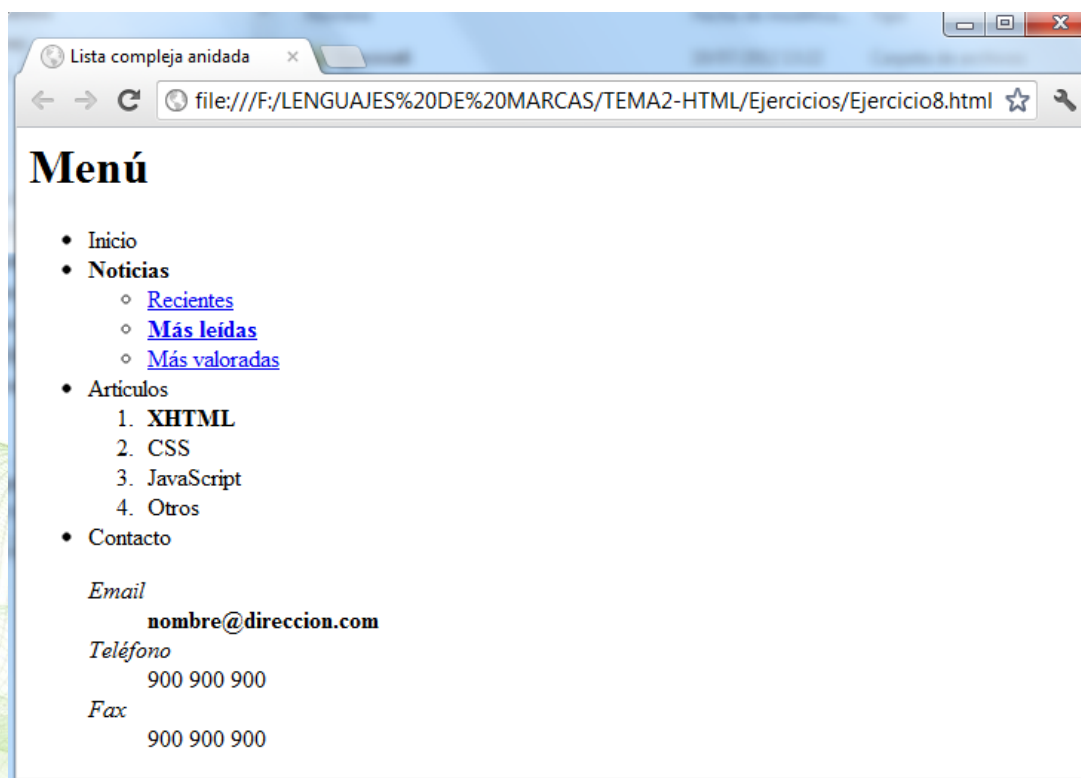 Lista compleja anidada
file:///F:/LENGUAJES%20DE%20MARCAS/TEMA2-HTML/Ejercicios/Ejercicio8.html
Menú
Inicio
Noticias
Recientes
Más leídas
Más valoradas
Artículos
1. XHTML
2. CSS
3. JavaScript
4. Otros
Contacto
Email
nombre@direccion.com
Teléfono
900 900 900
Fax
900 900 900